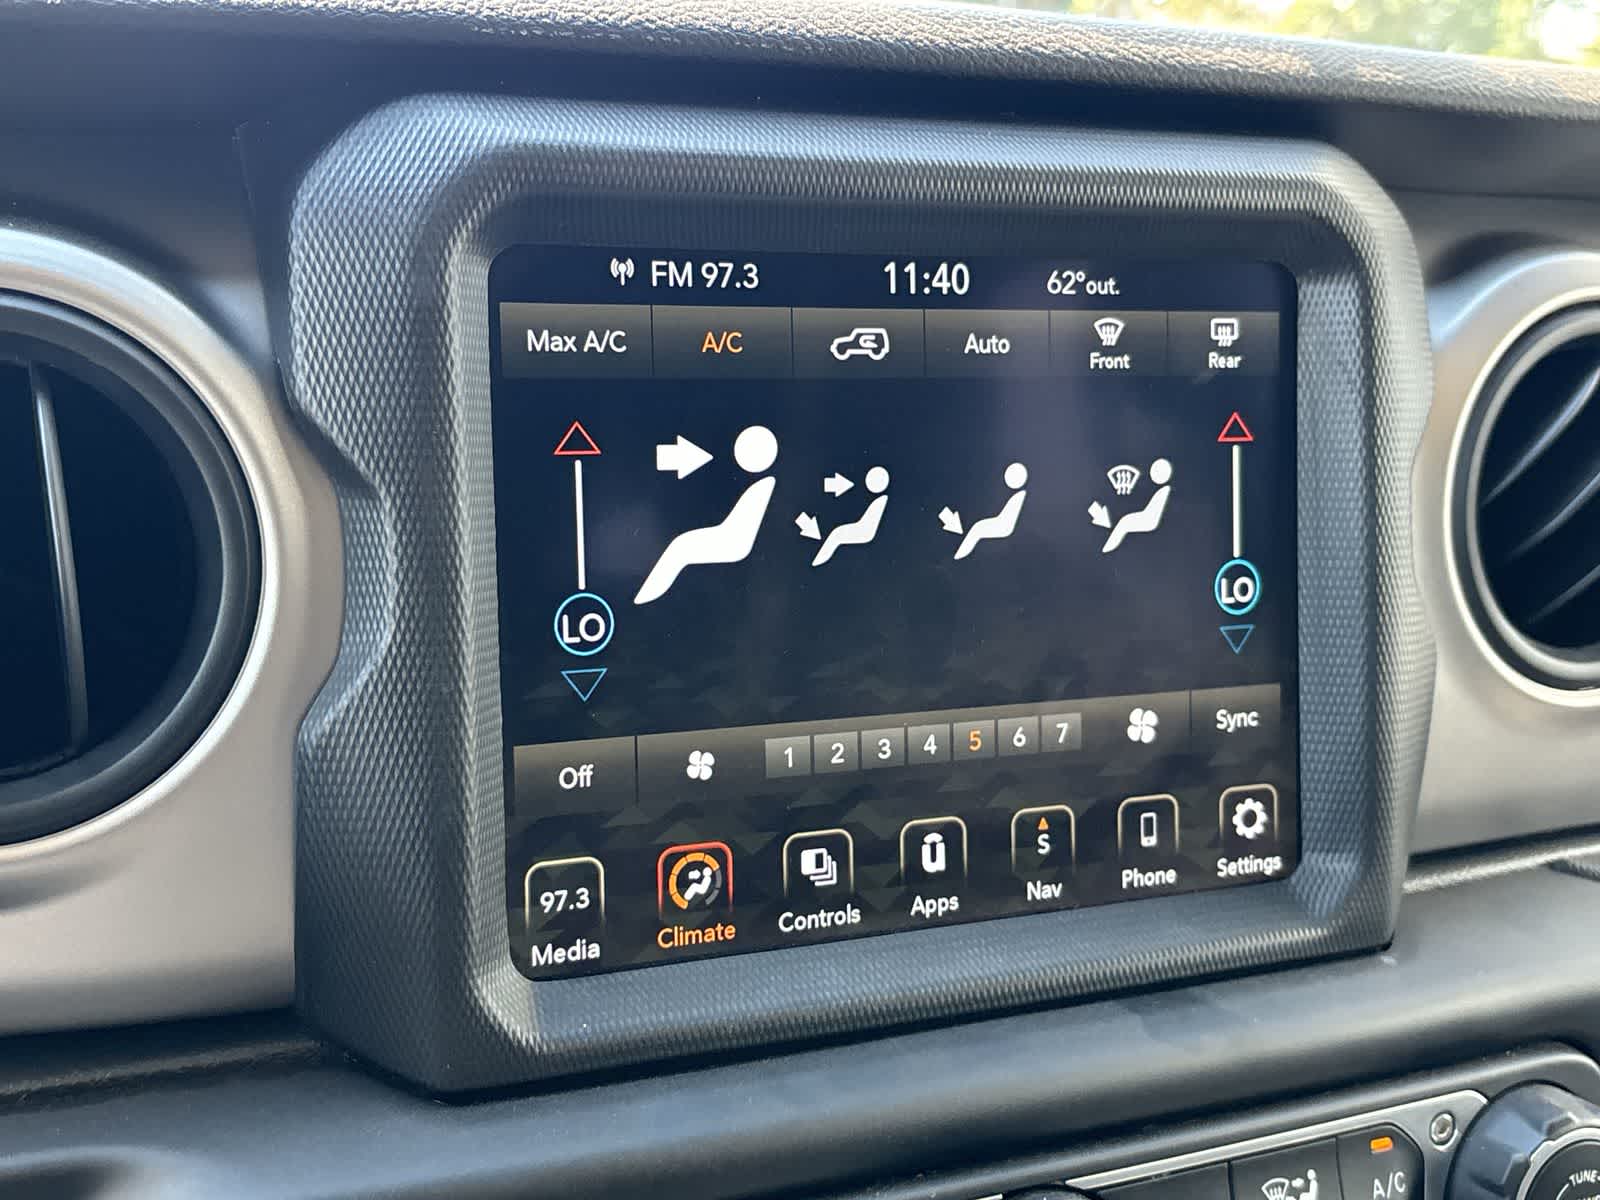 FM 97.3 11:40 62°out.
Max A/C A/C Auto Front Rear
LO LO
Off 1 2 3 4 5 6 7 Sync
97.3 S
Media Climate Controls Apps Nav Phone Settings
A/C TUNE